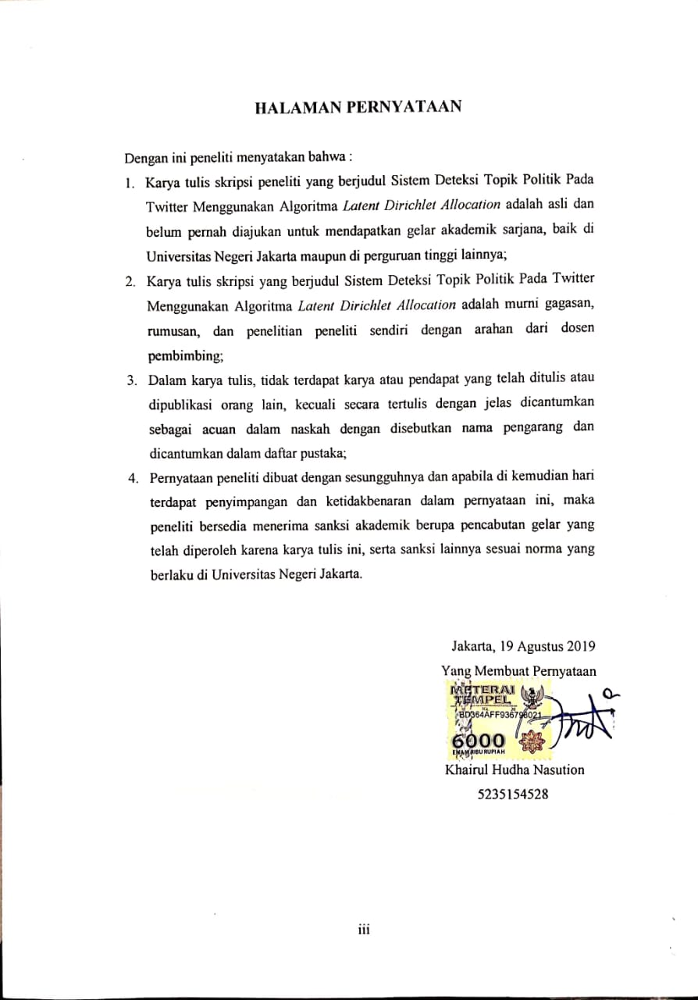 HALAMAN PERNYATAAN
Dengan ini peneliti menyatakan bahwa :
1. Karya tulis skripsi peneliti yang berjudul Sistem Deteksi Topik Politik Pada
Twitter Menggunakan Algoritma Latent Dirichlet Allocation adalah asli dan
belum pernah diajukan untuk mendapatkan gelar akademik sarjana, baik di
Universitas Negeri Jakarta maupun di perguruan tinggi lainnya;
2. Karya tulis skripsi yang berjudul Sistem Deteksi Topik Politik Pada Twitter
Menggunakan Algoritma Latent Dirichlet Allocation adalah murni gagasan,
rumusan, dan penelitian peneliti sendiri dengan arahan dari dosen
pembimbing;
3. Dalam karya tulis, tidak terdapat karya atau pendapat yang telah ditulis atau
dipublikasi orang lain, kecuali secara tertulis dengan jelas dicantumkan
sebagai acuan dalam naskah dengan disebutkan nama pengarang dan
dicantumkan dalam daftar pustaka;
4. Pernyataan peneliti dibuat dengan sesungguhnya dan apabila di kemudian hari
terdapat penyimpangan dan ketidakbenaran dalam pernyataan ini, maka
peneliti bersedia menerima sanksi akademik berupa pencabutan gelar yang
telah diperoleh karena karya tulis ini, serta sanksi lainnya sesuai norma yang
berlaku di Universitas Negeri Jakarta.
Jakarta, 19 Agustus 2019
Yang Membuat Pernyataan
METERAI
TEMPEL
BD364AFF936798021
6000
ENAM RIBU RUPIAH
Khairul Hudha Nasution
5235154528
iii